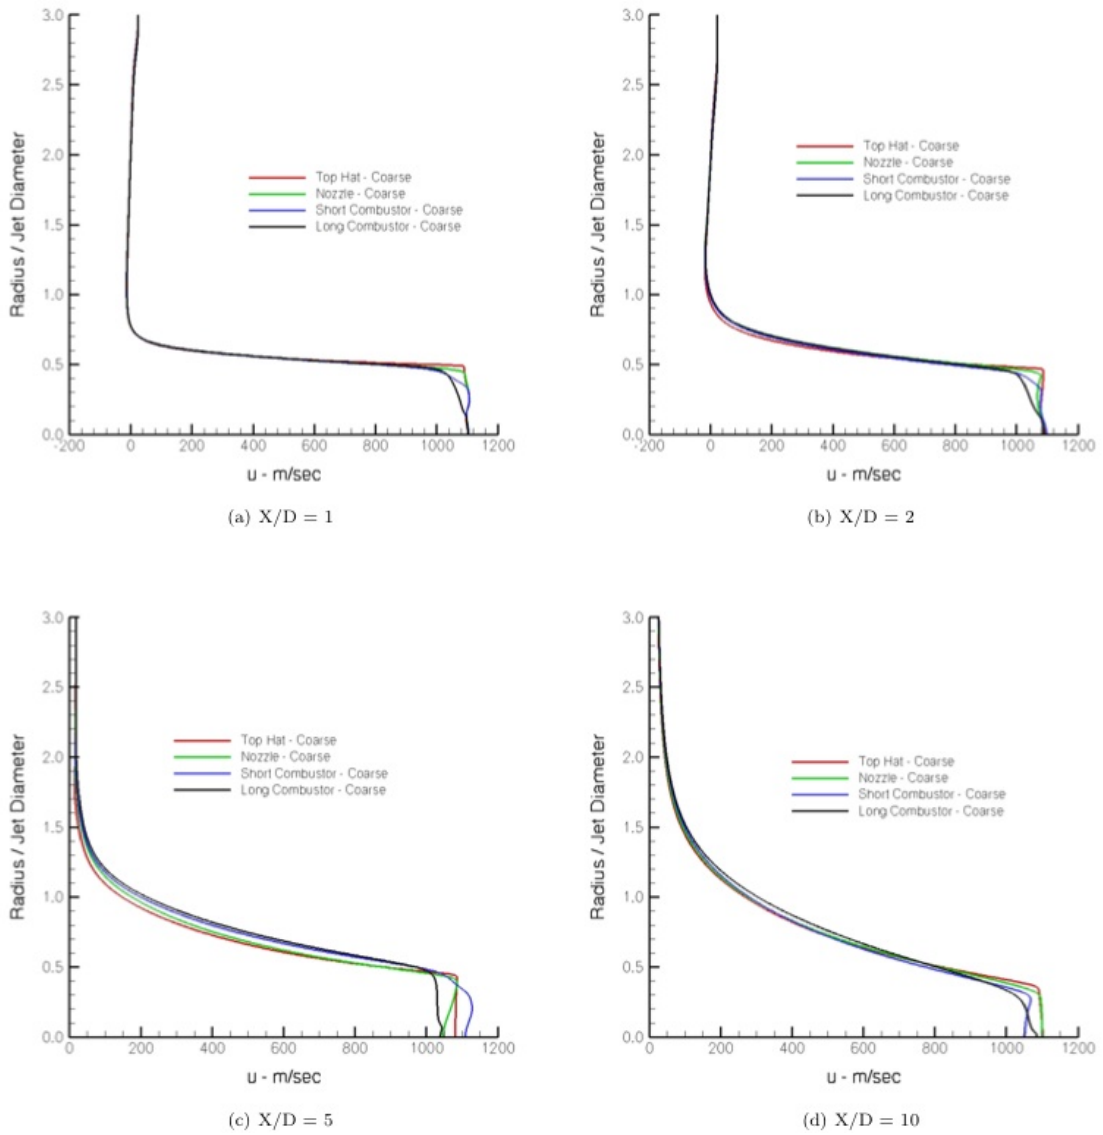 3.0
2.5
2.0
1.5
1.0
0.5
0.0
Radius / Jet Diameter
Top Hat - Coarse
Nozzle - Coarse
Short Combustor - Coarse
Long Combustor - Coarse
-200 0 200 400 600 800 1000 1200
u - m/sec
(a) X/D = 1
3.0
2.5
2.0
1.5
1.0
0.5
0.0
Radius / Jet Diameter
Top Hat - Coarse
Nozzle - Coarse
Short Combustor - Coarse
Long Combustor - Coarse
-200 0 200 400 600 800 1000 1200
u - m/sec
(b) X/D = 2
3.0
2.5
2.0
1.5
1.0
0.5
0.0
Radius / Jet Diameter
Top Hat - Coarse
Nozzle - Coarse
Short Combustor - Coarse
Long Combustor - Coarse
0 200 400 600 800 1000 1200
u - m/sec
(c) X/D = 5
3.0
2.5
2.0
1.5
1.0
0.5
0.0
Radius / Jet Diameter
Top Hat - Coarse
Nozzle - Coarse
Short Combustor - Coarse
Long Combustor - Coarse
0 200 400 600 800 1000 1200
u - m/sec
(d) X/D = 10